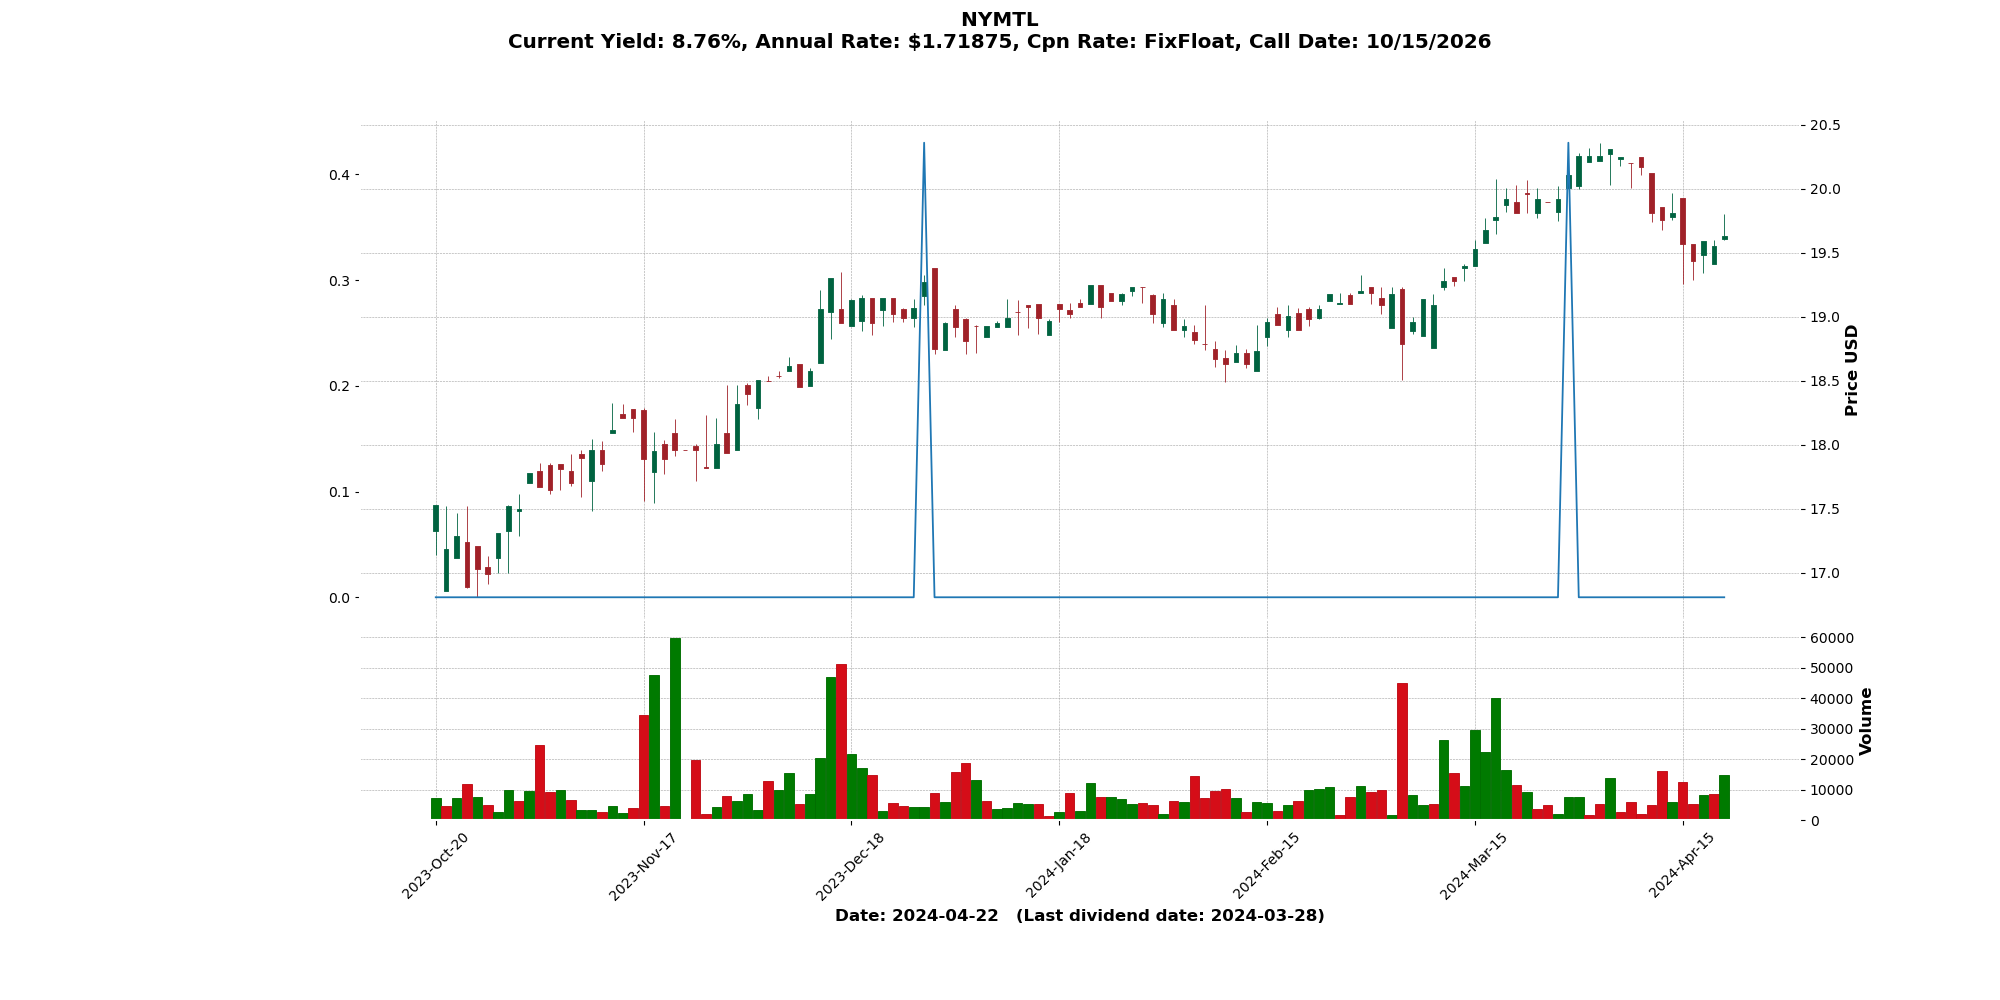 NYMTL
Current Yield: 8.76%, Annual Rate: $1.71875, Cpn Rate: FixFloat, Call Date: 10/15/2026
0.4
0.3
0.2
0.1
0.0
20.5
20.0
19.5
19.0
18.5
18.0
17.5
17.0
Price USD
60000
50000
40000
30000
20000
10000
0
Volume
2023-Oct-20
2023-Nov-17
2023-Dec-18
2024-Jan-18
2024-Feb-15
2024-Mar-15
2024-Apr-15
Date: 2024-04-22 (Last dividend date: 2024-03-28)